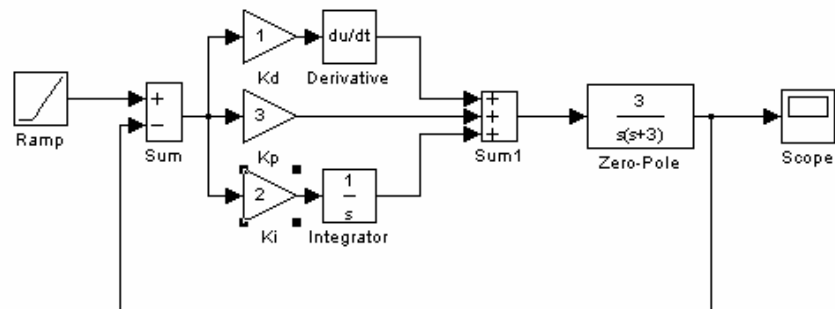 1
du/dt
Kd
Derivative
Ramp
+
−
Sum
3
Kp
+
+
+
Sum1
3
s(s+3)
Zero-Pole
Scope
2
Ki
1
s
Integrator